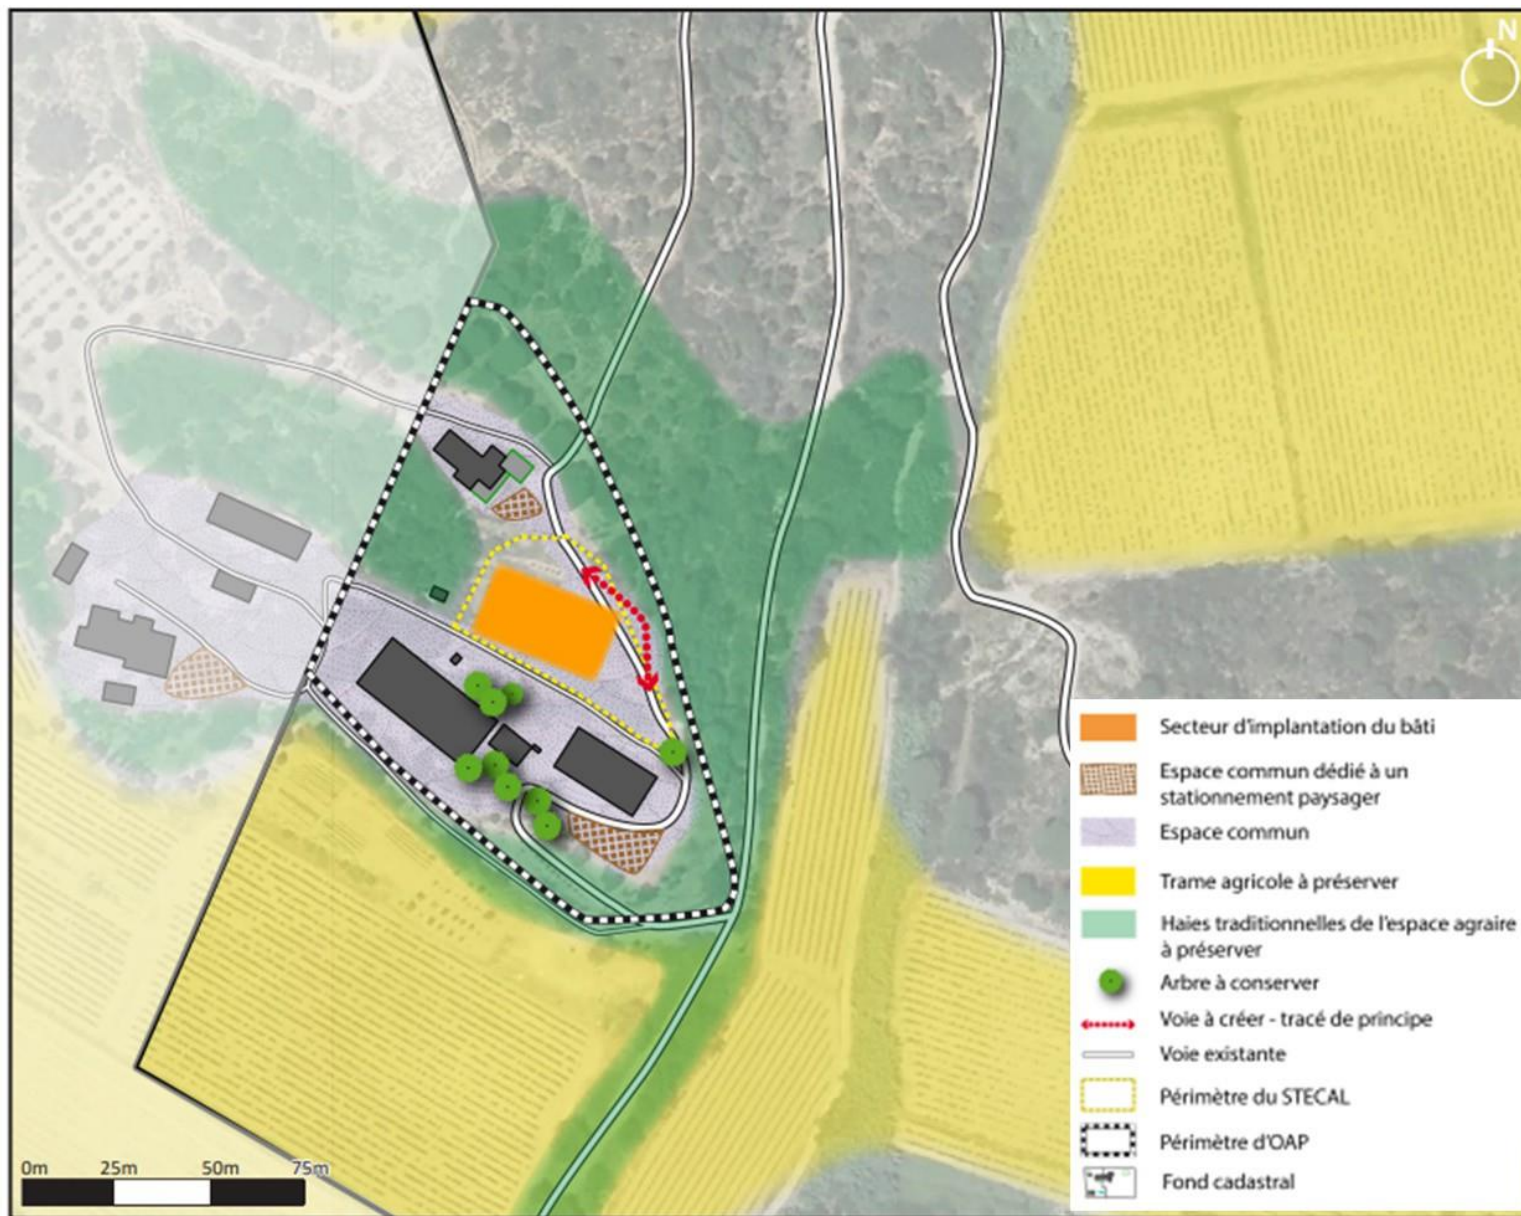 N
Secteur d'implantation du bâti
Espace commun dédié à un
stationnement paysager
Espace commun
Trame agricole à préserver
Haies traditionnelles de l'espace agraire
à préserver
Arbre à conserver
Voie à créer - tracé de principe
Voie existante
Périmètre du STECAL
Périmètre d'OAP
Fond cadastral
0m 25m 50m 75m